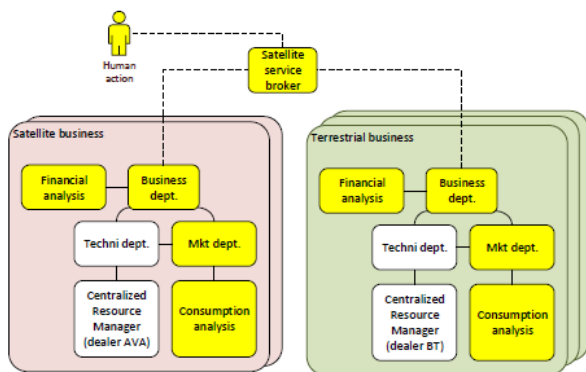 Human
action
Satellite
service
broker
Satellite business
Financial
analysis
Business
dept.
Techni dept.
Mkt dept.
Centralized
Resource
Manager
(dealer AVA)
Consumption
analysis
Terrestrial business
Financial
analysis
Business
dept.
Techni dept.
Mkt dept.
Centralized
Resource
Manager
(dealer BT)
Consumption
analysis